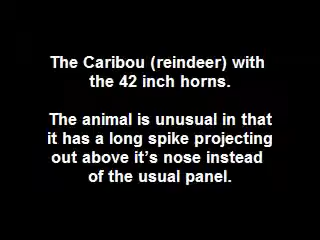 The Caribou (reindeer) with
the 42 inch horns.
The animal is unusual in that
it has a long spike projecting
out above it’s nose instead
of the usual panel.